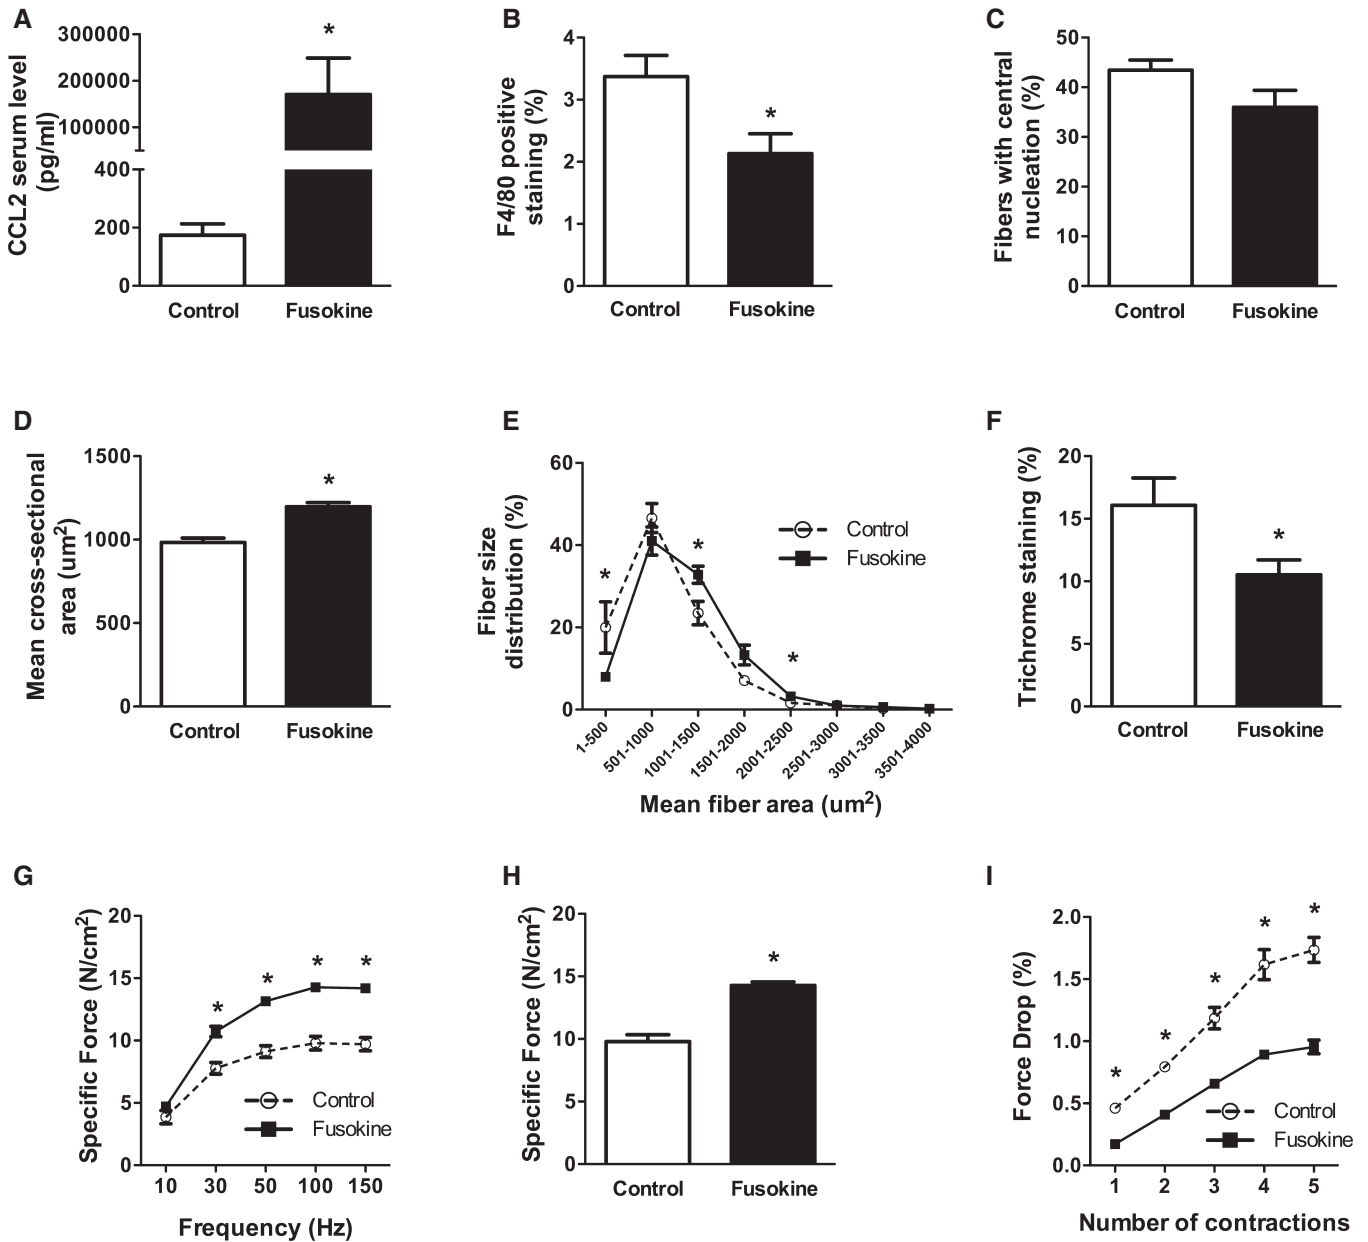 A
CCL2 serum level
(pg/ml)
300000
200000
100000
400
200
0
*
Control
Fusokine
B
F4/80 positive
staining (%)
4
3
2
1
0
*
Control
Fusokine
C
Fibers with central
nucleation (%)
50
40
30
20
10
0
Control
Fusokine
D
Mean cross-sectional
area (um²)
1500
1000
500
0
*
Control
Fusokine
E
Fiber size
distribution (%)
60
40
20
0
*
*
*
Control
Fusokine
1-500
501-1000
1001-1500
1501-2000
2001-2500
2501-3000
3001-3500
3501-4000
Mean fiber area (um²)
F
Trichrome staining (%)
20
15
10
5
0
*
Control
Fusokine
G
Specific Force (N/cm²)
20
15
10
5
0
*
*
*
*
Control
Fusokine
10 30 50 100 150
Frequency (Hz)
H
Specific Force (N/cm²)
20
15
10
5
0
*
Control
Fusokine
I
Force Drop (%)
2.0
1.5
1.0
0.5
0.0
*
*
*
*
*
Control
Fusokine
1 2 3 4 5
Number of contractions